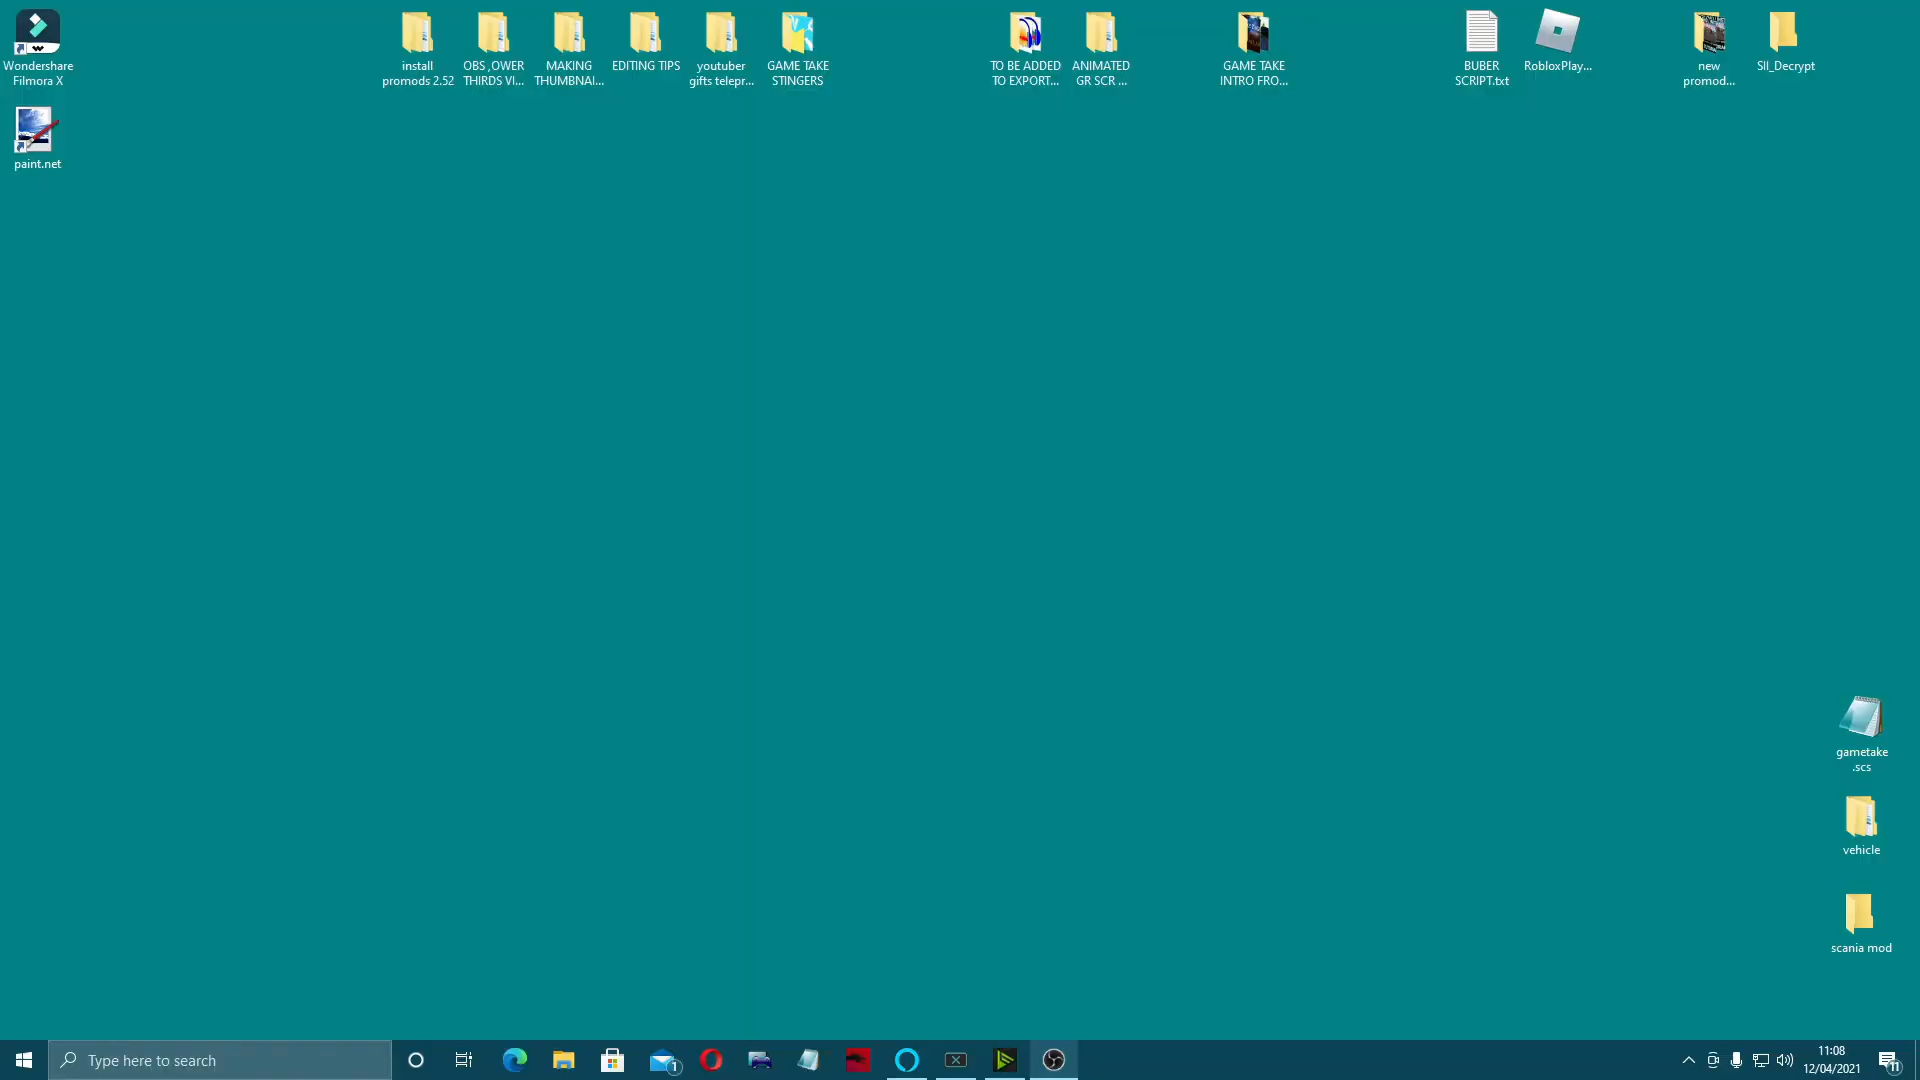 Wondershare
Filmora X
install
promods 2.52
OBS ,OWER
THIRDS VI...
MAKING
THUMBNAI...
EDITING TIPS
youtuber
gifts telepr...
GAME TAKE
STINGERS
TO BE ADDED
TO EXPORT...
ANIMATED
GR SCR ...
GAME TAKE
INTRO FRO...
BUBER
SCRIPT.txt
RobloxPlay...
new
promod...
SII_Decrypt
paint.net
gametake
.scs
vehicle
scania mod
Type here to search
1
11:08
12/04/2021
11